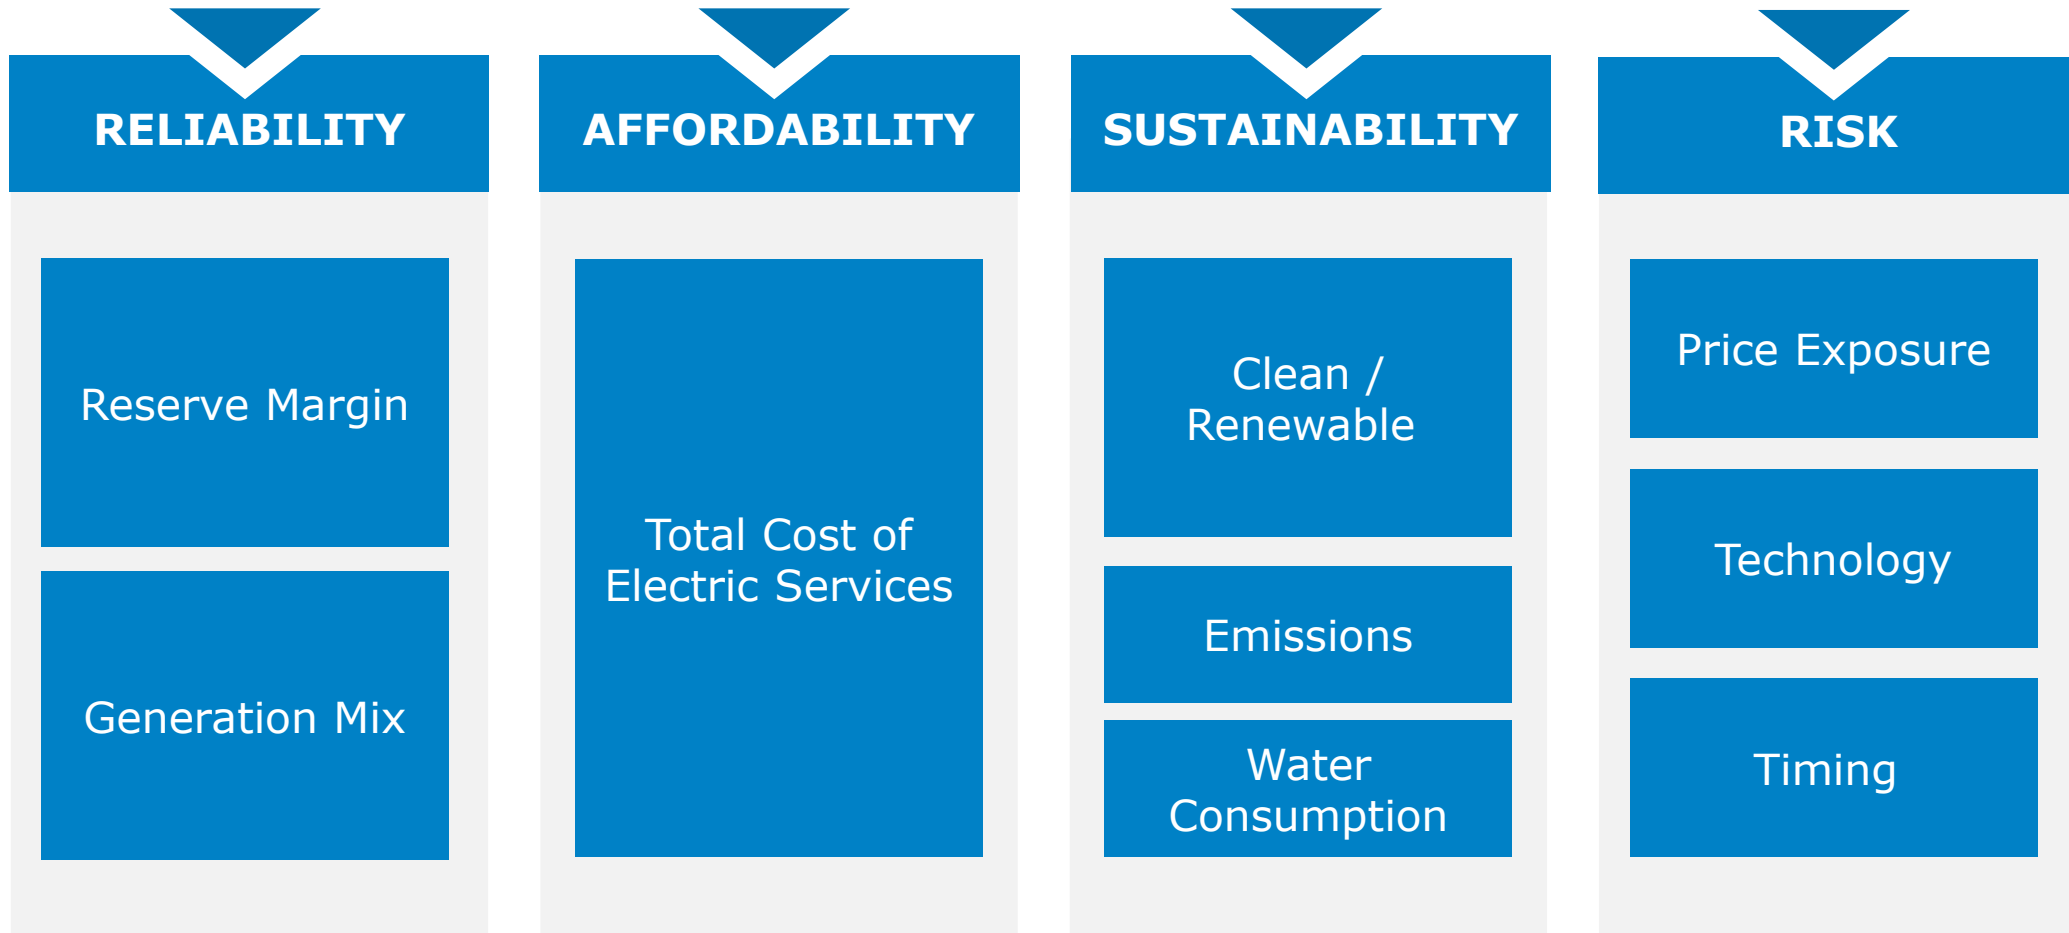 RELIABILITY
Reserve Margin
Generation Mix
AFFORDABILITY
Total Cost of
Electric Services
SUSTAINABILITY
Clean /
Renewable
Emissions
Water
Consumption
RISK
Price Exposure
Technology
Timing